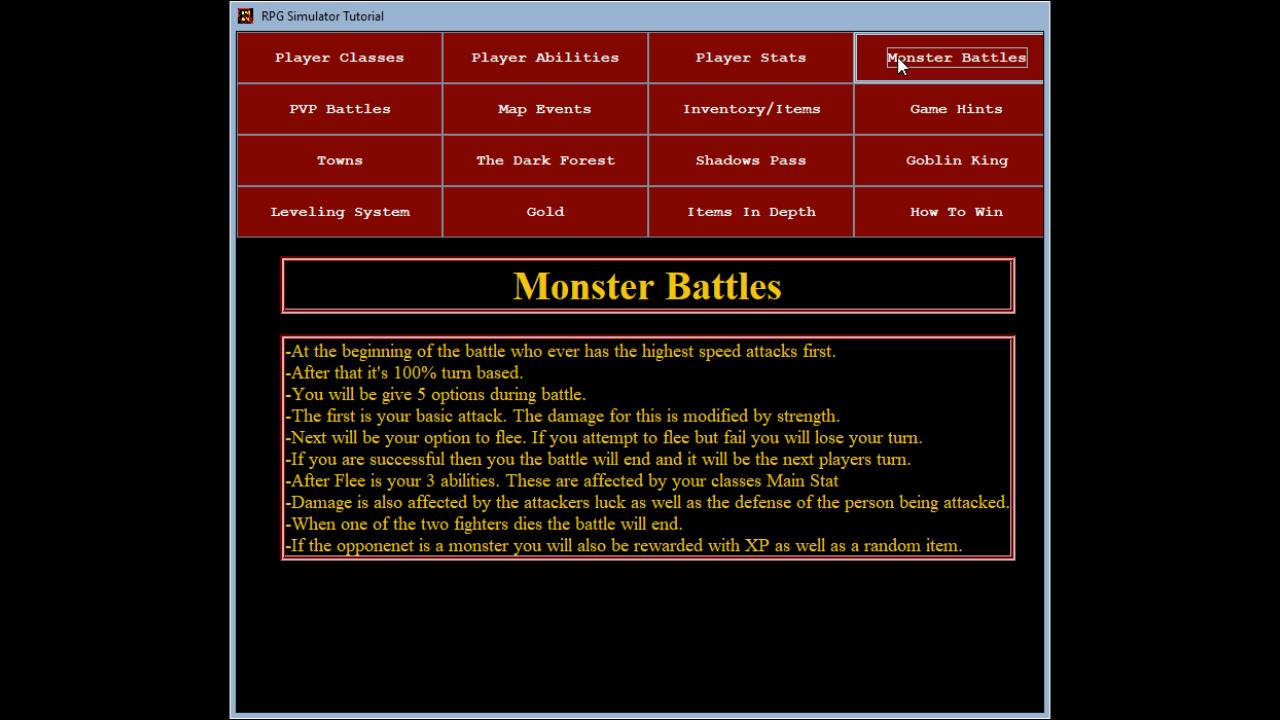 RPG Simulator Tutorial
Player Classes Player Abilities Player Stats Monster Battles
PVP Battles Map Events Inventory/Items Game Hints
Towns The Dark Forest Shadows Pass Goblin King
Leveling System Gold Items In Depth How To Win
Monster Battles
-At the beginning of the battle who ever has the highest speed attacks first.
-After that it's 100% turn based.
-You will be give 5 options during battle.
-The first is your basic attack. The damage for this is modified by strength.
-Next will be your option to flee. If you attempt to flee but fail you will lose your turn.
-If you are successful then you the battle will end and it will be the next players turn.
-After Flee is your 3 abilities. These are affected by your classes Main Stat
-Damage is also affected by the attackers luck as well as the defense of the person being attacked.
-When one of the two fighters dies the battle will end.
-If the opponenet is a monster you will also be rewarded with XP as well as a random item.